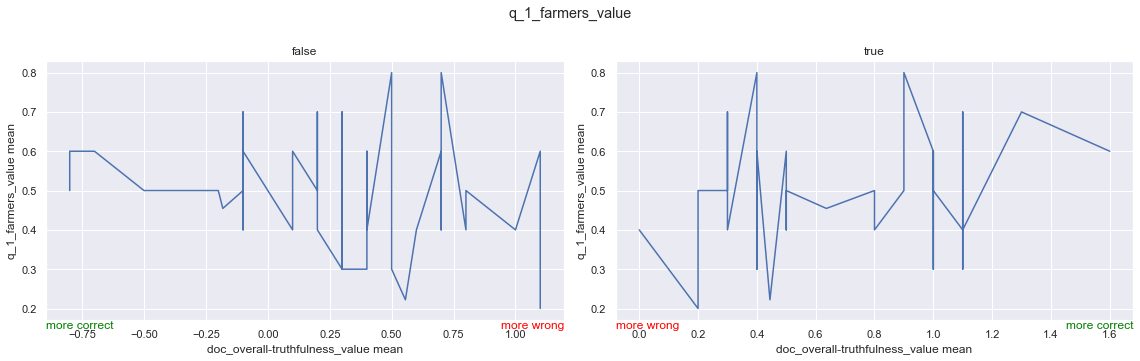 q_1_farmers_value
false
q_1_farmers_value mean
0.8
0.7
0.6
0.5
0.4
0.3
0.2
more correct
more wrong
−0.75 −0.50 −0.25 0.00 0.25 0.50 0.75 1.00
doc_overall-truthfulness_value mean
true
q_1_farmers_value mean
0.8
0.7
0.6
0.5
0.4
0.3
0.2
more wrong
more correct
0.0 0.2 0.4 0.6 0.8 1.0 1.2 1.4 1.6
doc_overall-truthfulness_value mean